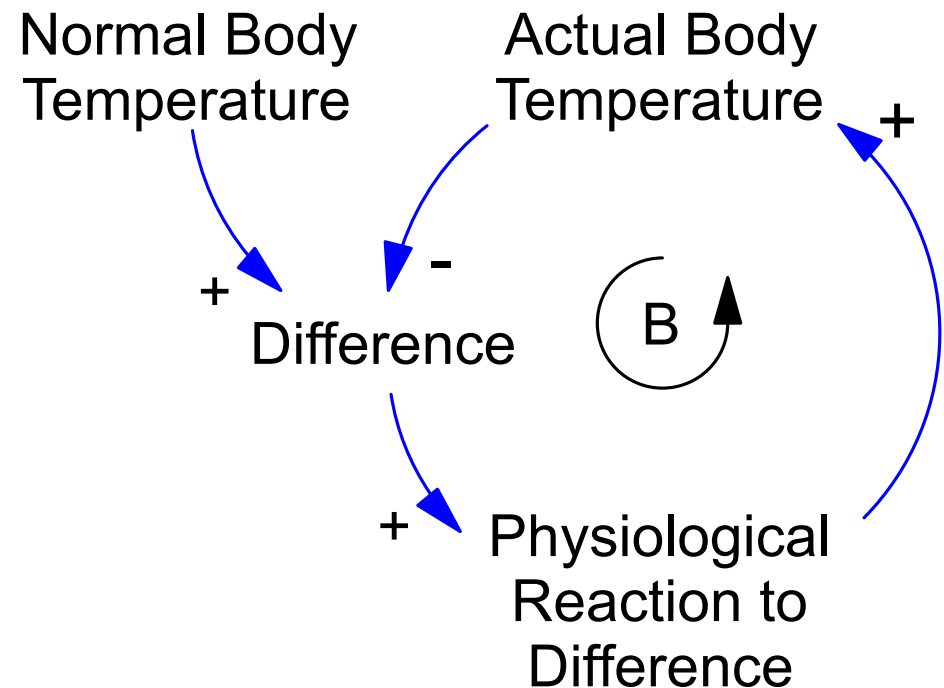 Normal Body
Temperature
Actual Body
Temperature
+
-
+
Difference
B
+
Physiological
Reaction to
Difference